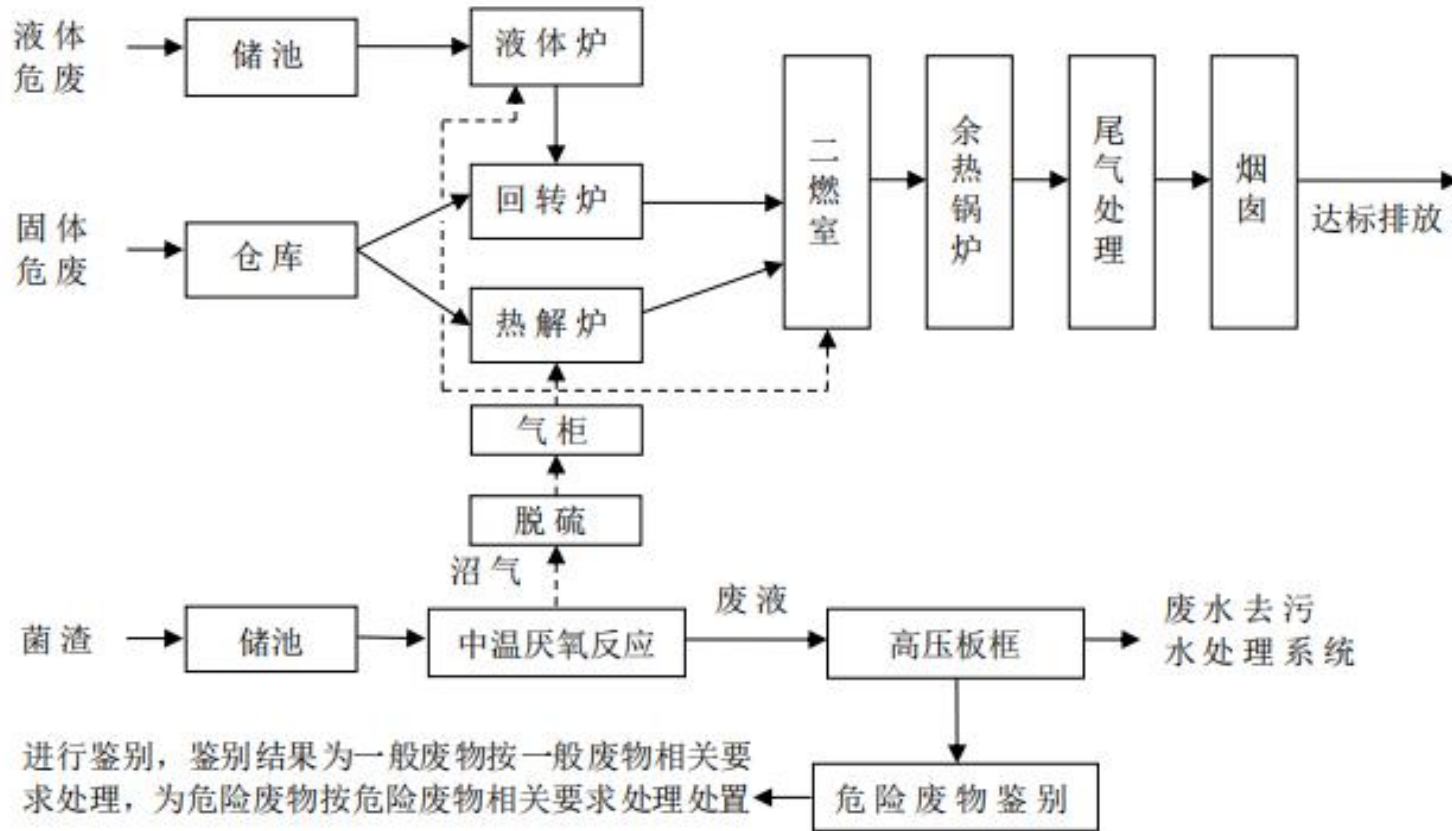 液体
危废
储池
液体炉
固体
危废
仓库
回转炉
热解炉
二燃室
余热锅炉
尾气处理
烟囱
达标排放
气柜
脱硫
沼气
菌渣
储池
中温厌氧反应
废液
高压板框
废水去污
水处理系统
危险废物鉴别
进行鉴别，鉴别结果为一般废物按一般废物相关要
求处理，为危险废物按危险废物相关要求处理处置